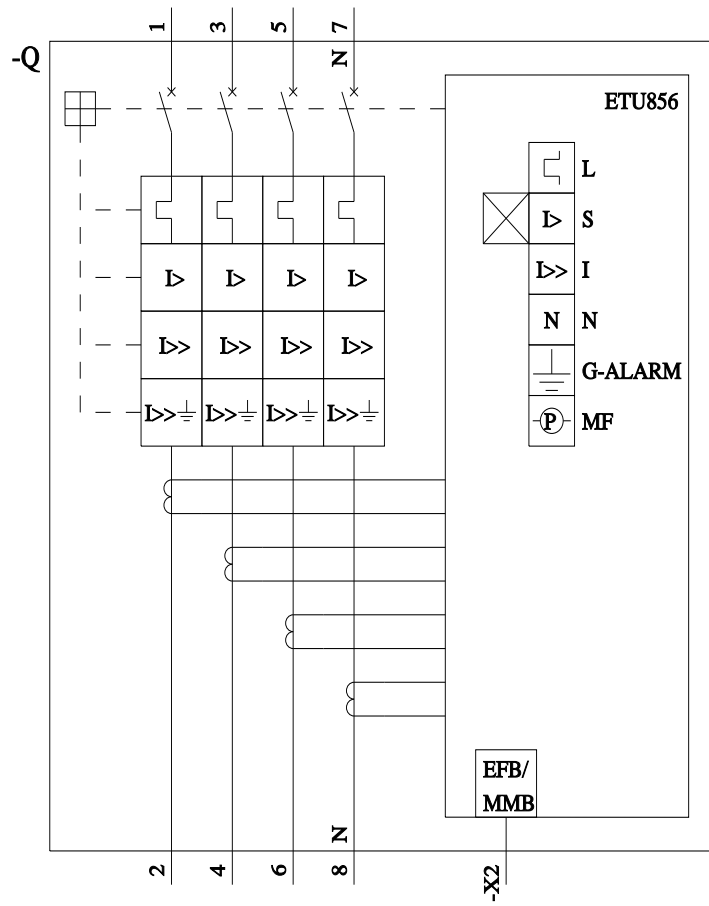 1 3 5 7
N
-Q
ETU856
L
I> S
I>> I
N N
G-ALARM
P MF
I> I> I> I>
I>> I>> I>> I>>
I>> I>> I>> I>>
EFB/
MMB
N
2 4 6 8 -X2